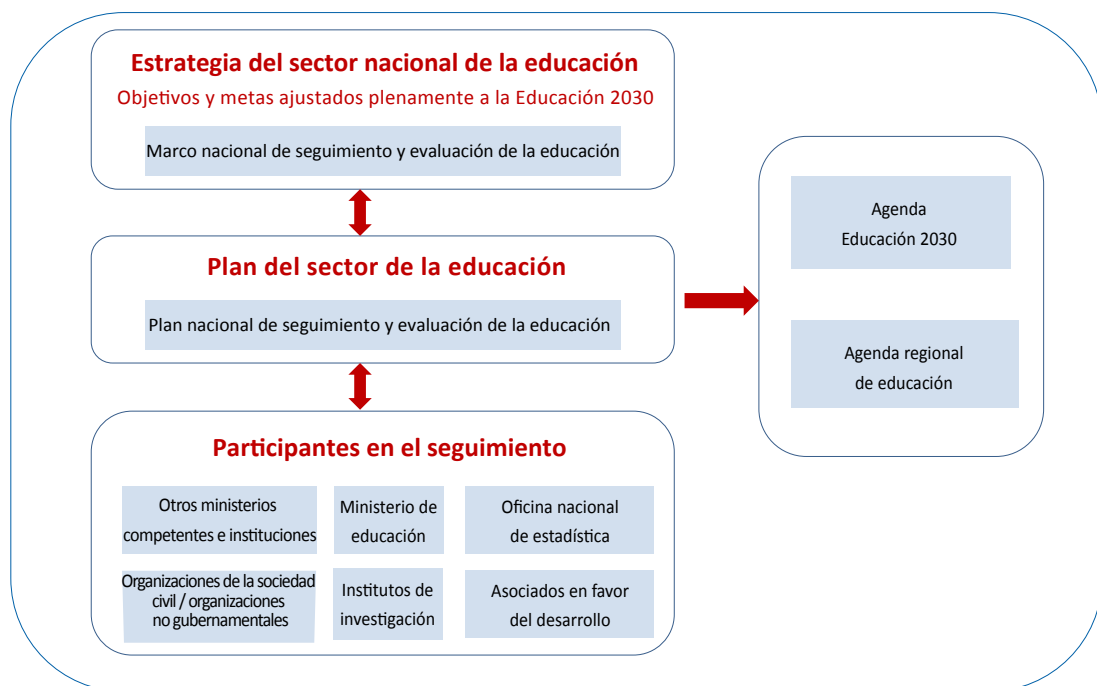 Estrategia del sector nacional de la educación
Objetivos y metas ajustados plenamente a la Educación 2030
Marco nacional de seguimiento y evaluación de la educación
Plan del sector de la educación
Plan nacional de seguimiento y evaluación de la educación
Participantes en el seguimiento
Otros ministerios
competentes e instituciones
Ministerio de
educación
Oficina nacional
de estadística
Organizaciones de la sociedad
civil / organizaciones
no gubernamentales
Institutos de
investigación
Asociados en favor
del desarrollo
Agenda
Educación 2030
Agenda regional
de educación